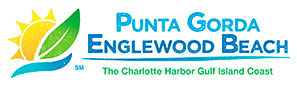 PUNTA GORDA
ENGLEWOOD BEACH
SM
The Charlotte Harbor Gulf Island Coast